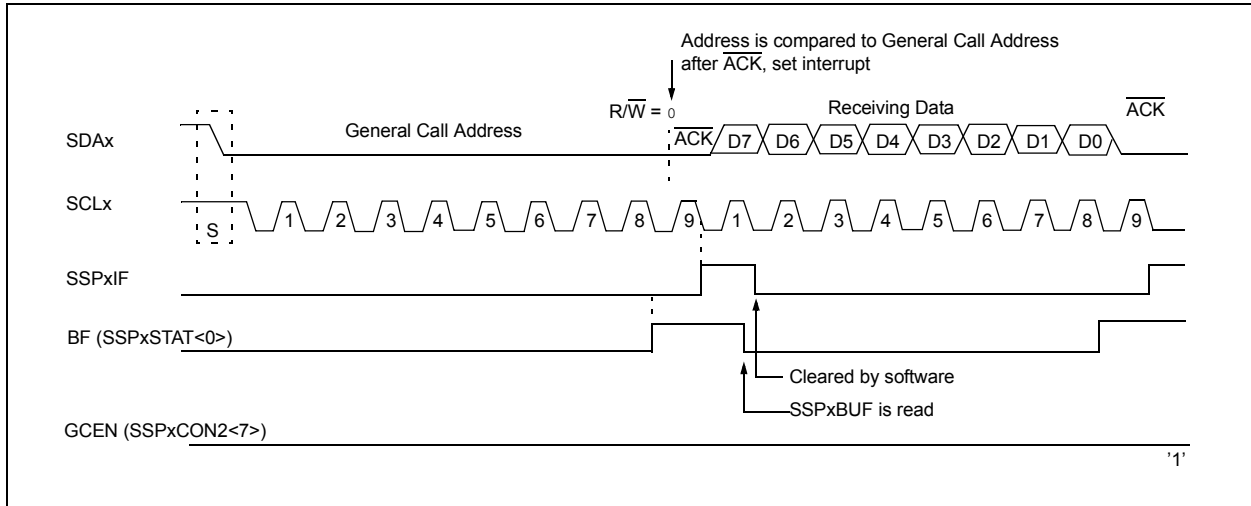 Address is compared to General Call Address
after ACK, set interrupt
R/W = 0
Receiving Data
ACK
SDAx
General Call Address
ACK
D7 D6 D5 D4 D3 D2 D1 D0
SCLx
S
1 2 3 4 5 6 7 8 9 1 2 3 4 5 6 7 8 9
SSPxIF
BF (SSPxSTAT<0>)
Cleared by software
SSPxBUF is read
GCEN (SSPxCON2<7>)
'1'